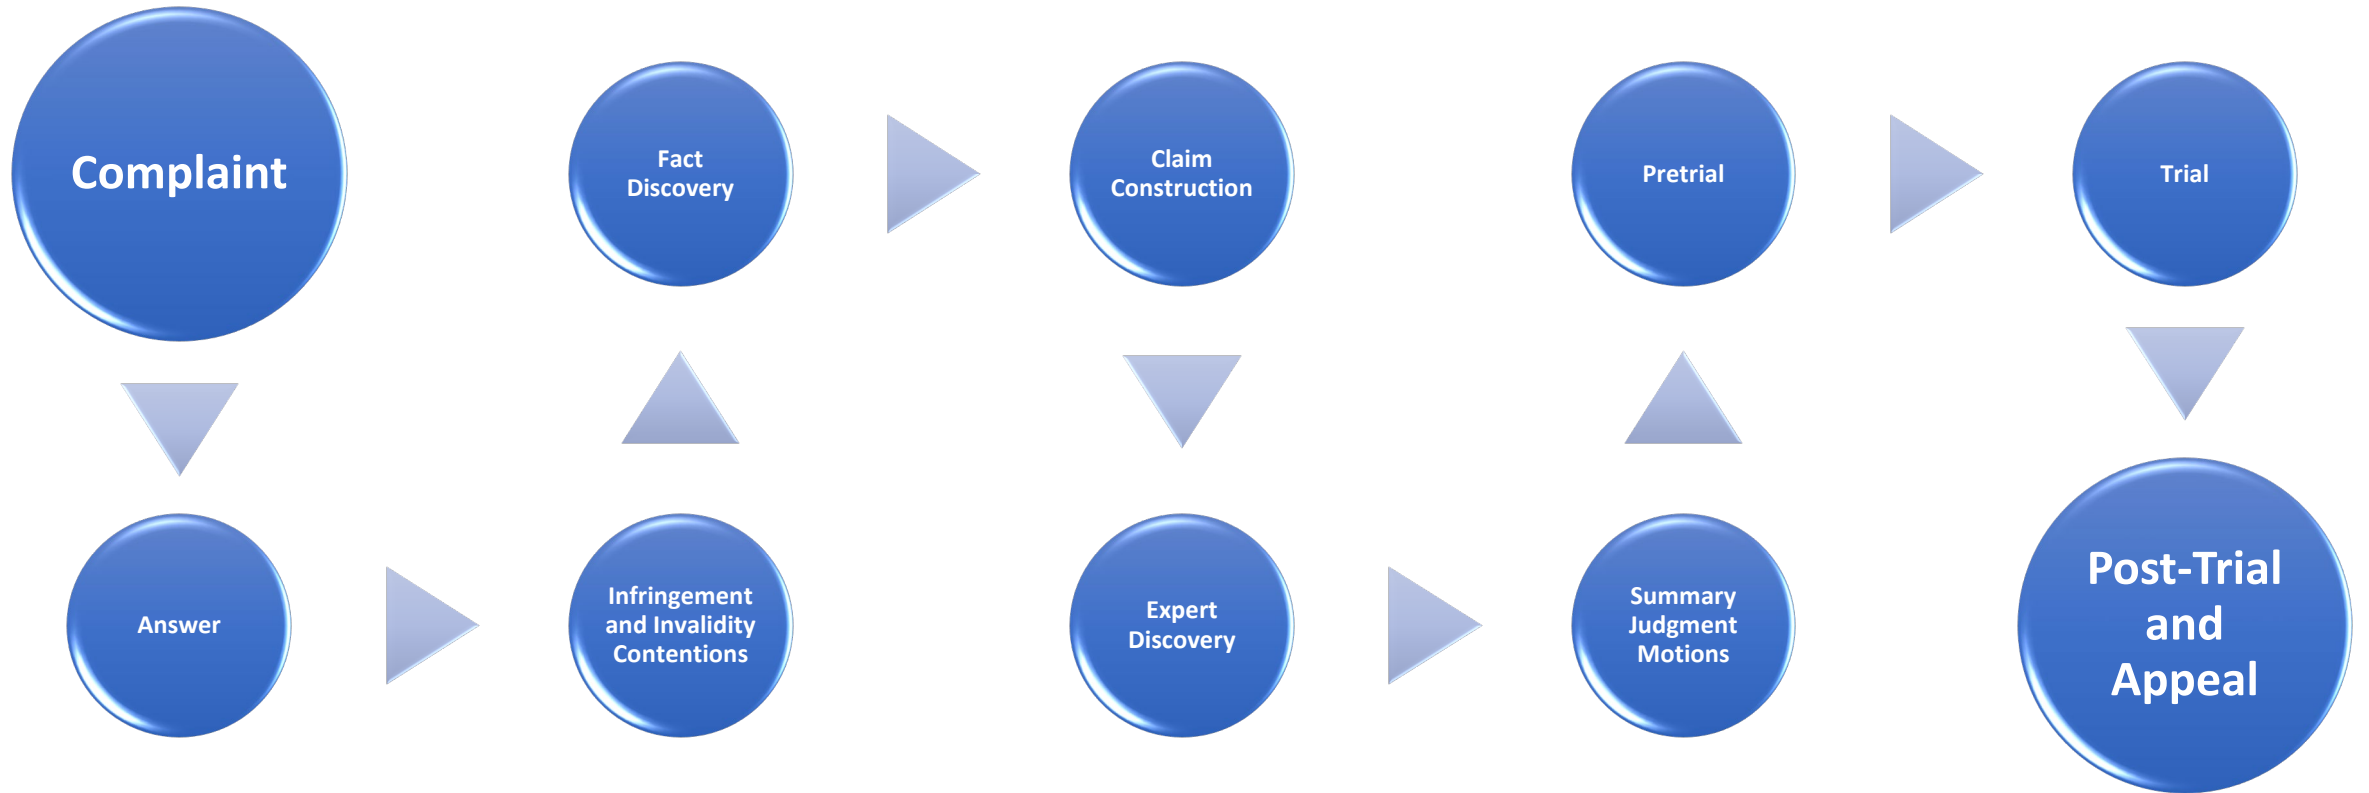 Complaint
Answer
Infringement
and Invalidity
Contentions
Fact
Discovery
Claim
Construction
Expert
Discovery
Summary
Judgment
Motions
Pretrial
Trial
Post-Trial
and
Appeal